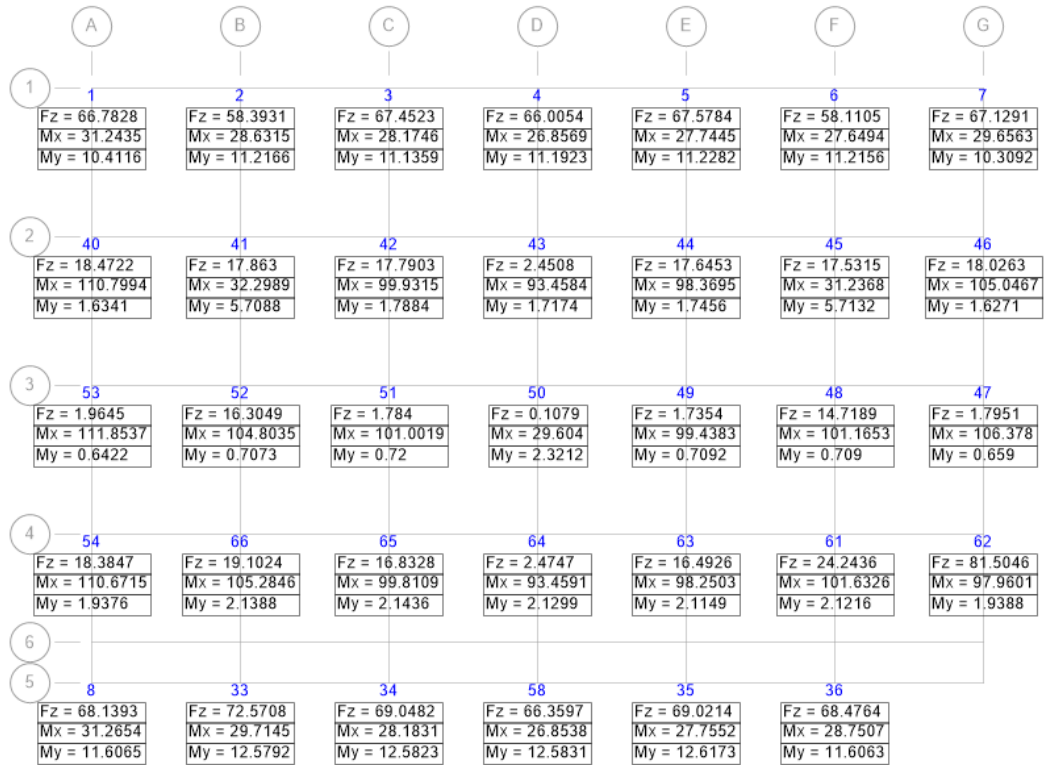 A B C D E F G
1
1 2 3 4 5 6 7
Fz = 66.7828 Fz = 58.3931 Fz = 67.4523 Fz = 66.0054 Fz = 67.5784 Fz = 58.1105 Fz = 67.1291
Mx = 31.2435 Mx = 28.6315 Mx = 28.1746 Mx = 26.8569 Mx = 27.7445 Mx = 27.6494 Mx = 29.6563
My = 10.4116 My = 11.2166 My = 11.1359 My = 11.1923 My = 11.2282 My = 11.2156 My = 10.3092
2
40 41 42 43 44 45 46
Fz = 18.4722 Fz = 17.863 Fz = 17.7903 Fz = 2.4508 Fz = 17.6453 Fz = 17.5315 Fz = 18.0263
Mx = 110.7994 Mx = 32.2989 Mx = 99.9315 Mx = 93.4584 Mx = 98.3695 Mx = 31.2368 Mx = 105.0467
My = 1.6341 My = 5.7088 My = 1.7884 My = 1.7174 My = 1.7456 My = 5.7132 My = 1.6271
3
53 52 51 50 49 48 47
Fz = 1.9645 Fz = 16.3049 Fz = 1.784 Fz = 0.1079 Fz = 1.7354 Fz = 14.7189 Fz = 1.7951
Mx = 111.8537 Mx = 104.8035 Mx = 101.0019 Mx = 29.604 Mx = 99.4383 Mx = 101.1653 Mx = 106.378
My = 0.6422 My = 0.7073 My = 0.72 My = 2.3212 My = 0.7092 My = 0.709 My = 0.659
4
54 66 65 64 63 61 62
Fz = 18.3847 Fz = 19.1024 Fz = 16.8328 Fz = 2.4747 Fz = 16.4926 Fz = 24.2436 Fz = 81.5046
Mx = 110.6715 Mx = 105.2846 Mx = 99.8109 Mx = 93.4591 Mx = 98.2503 Mx = 101.6326 Mx = 97.9601
My = 1.9376 My = 2.1388 My = 2.1436 My = 2.1299 My = 2.1149 My = 2.1216 My = 1.9388
6
5
8 33 34 58 35 36
Fz = 68.1393 Fz = 72.5708 Fz = 69.0482 Fz = 66.3597 Fz = 69.0214 Fz = 68.4764
Mx = 31.2654 Mx = 29.7145 Mx = 28.1831 Mx = 26.8538 Mx = 27.7552 Mx = 28.7507
My = 11.6065 My = 12.5792 My = 12.5823 My = 12.5831 My = 12.6173 My = 11.6063